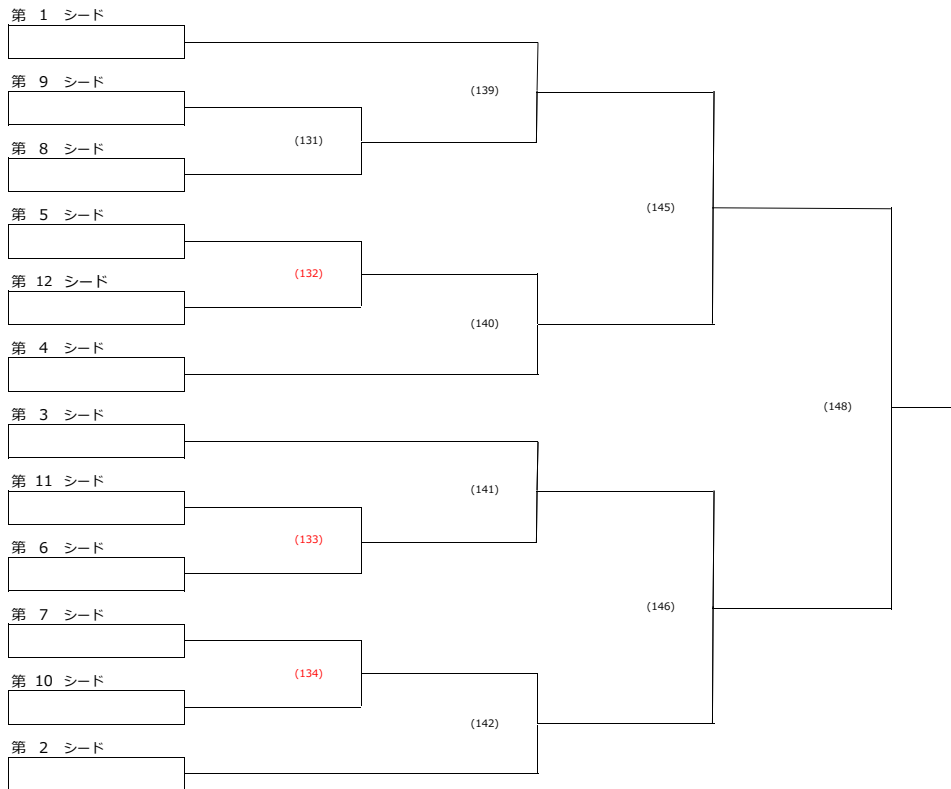 第 1 シード
(139)
第 9 シード
(131)
第 8 シード
第 5 シード
(145)
(132)
第 12 シード
(140)
第 4 シード
第 3 シード
(148)
第 11 シード
(141)
(133)
第 6 シード
第 7 シード
(146)
(134)
第 10 シード
(142)
第 2 シード